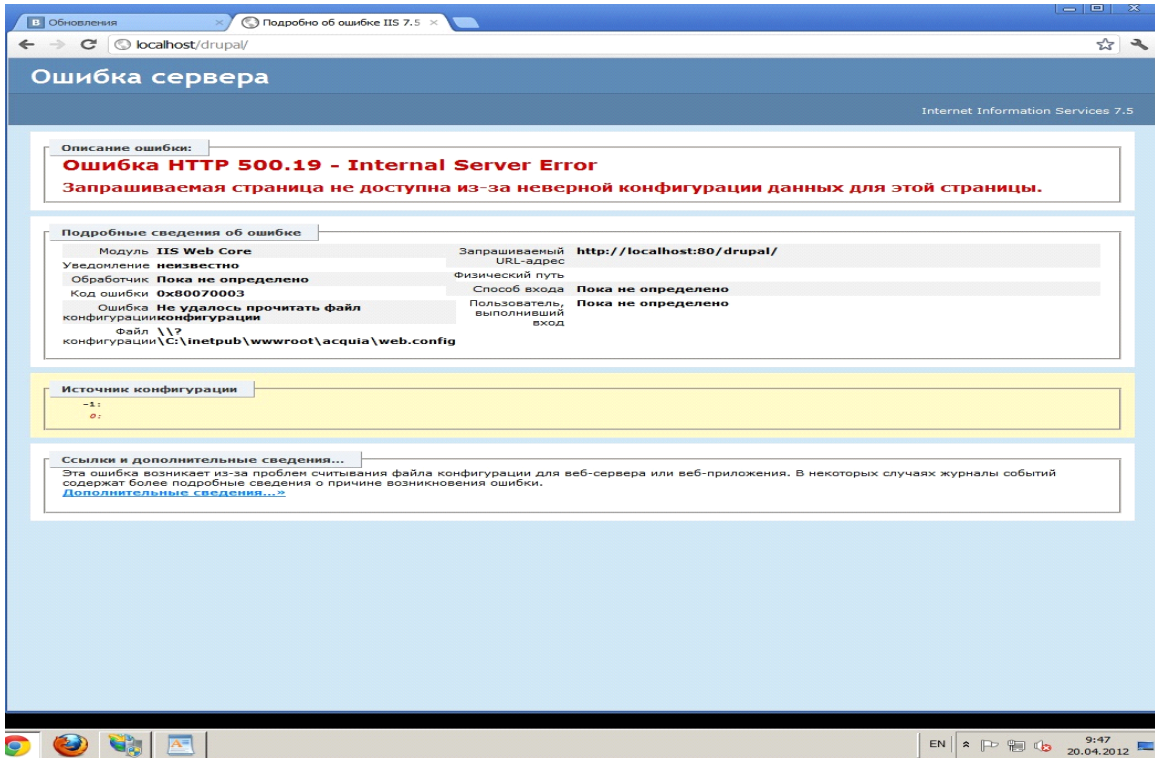 B Обновления
Подробно об ошибке IIS 7.5
localhost/drupal/
Ошибка сервера
Internet Information Services 7.5
Описание ошибки:
Ошибка HTTP 500.19 - Internal Server Error
Запрашиваемая страница не доступна из-за неверной конфигурации данных для этой страницы.
Подробные сведения об ошибке
Модуль IIS Web Core
Уведомление неизвестно
Обработчик Пока не определено
Код ошибки 0x80070003
Ошибка Не удалось прочитать файл
конфигурации конфигурации
Файл \\?
конфигурации \C:\inetpub\wwwroot\acquia\web.config
Запрашиваемый http://localhost:80/drupal/
URL-адрес
Физический путь
Способ входа Пока не определено
Пользователь, Пока не определено
выполнивший
вход
Источник конфигурации
-1:
0:
Ссылки и дополнительные сведения...
Эта ошибка возникает из-за проблем считывания файла конфигурации для веб-сервера или веб-приложения. В некоторых случаях журналы событий
содержат более подробные сведения о причине возникновения ошибки.
Дополнительные сведения...»
EN
9:47
20.04.2012